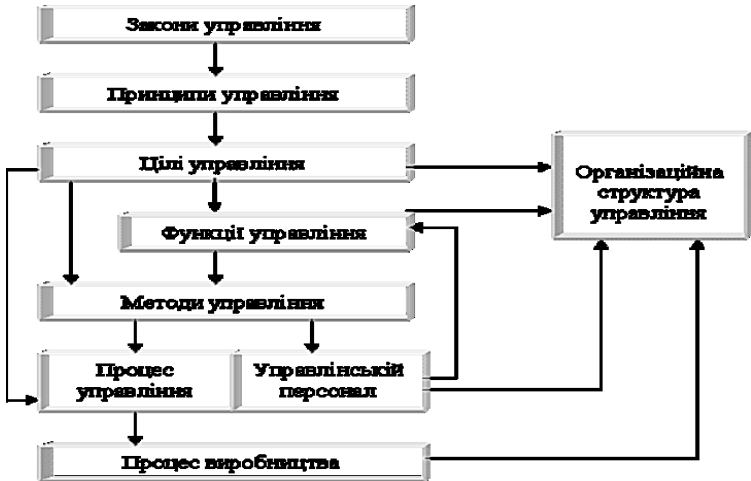 Закони управління
Принципи управління
Цілі управління
Організаційна
структура
управління
Функції управління
Методи управління
Процес
управління
Управлінській
персонал
Процес виробництва